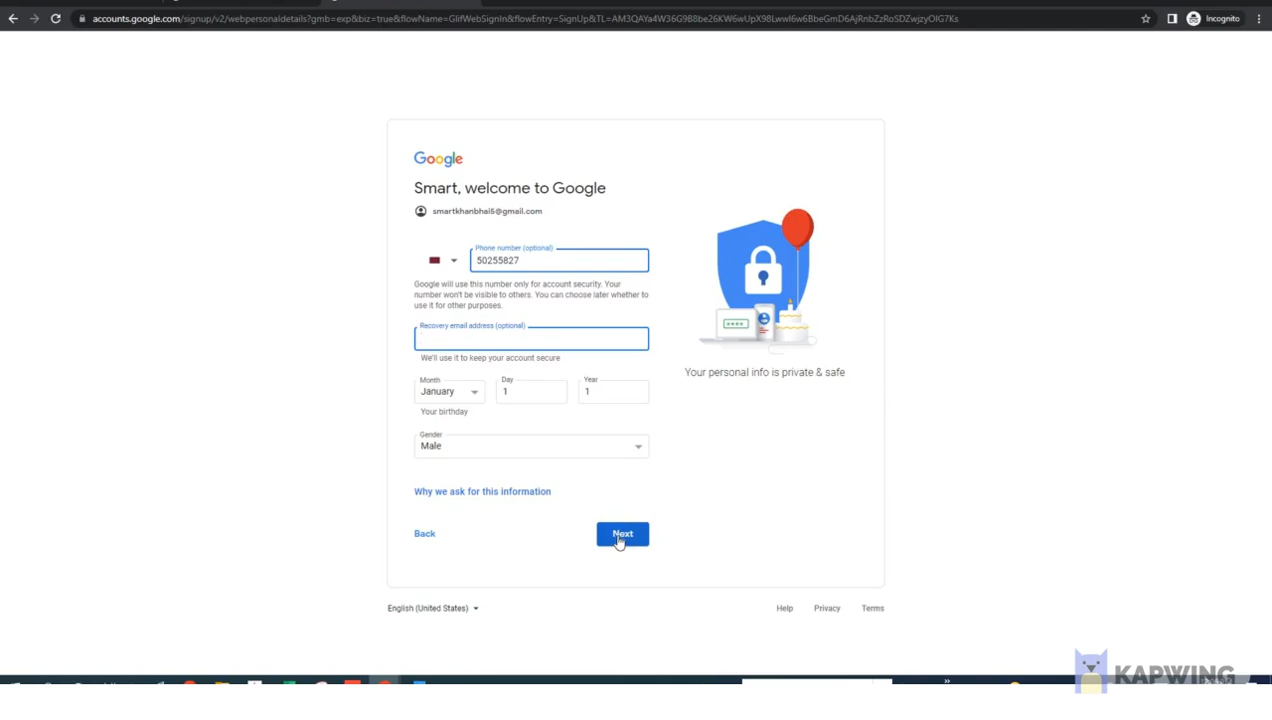 accounts.google.com/signup/v2/webpersonaldetails?gmb=exp&biz=true&flowName=GlifWebSignIn&flowEntry=SignUp&TL=AM3QAYa4W36G9B8be26KW6wUpX98LwwI6w6BbeGmD6AjRnbZzRoSDZwjzyOIG7Ks
Incognito
Google
Smart, welcome to Google
smartkhanbhai5@gmail.com
Phone number (optional)
50255827
Google will use this number only for account security. Your
number won't be visible to others. You can choose later whether to
use it for other purposes.
Recovery email address (optional)
We'll use it to keep your account secure
Month Day Year
January 1 1
Your birthday
Gender
Male
Why we ask for this information
Back Next
Your personal info is private & safe
English (United States) Help Privacy Terms
KAPWING